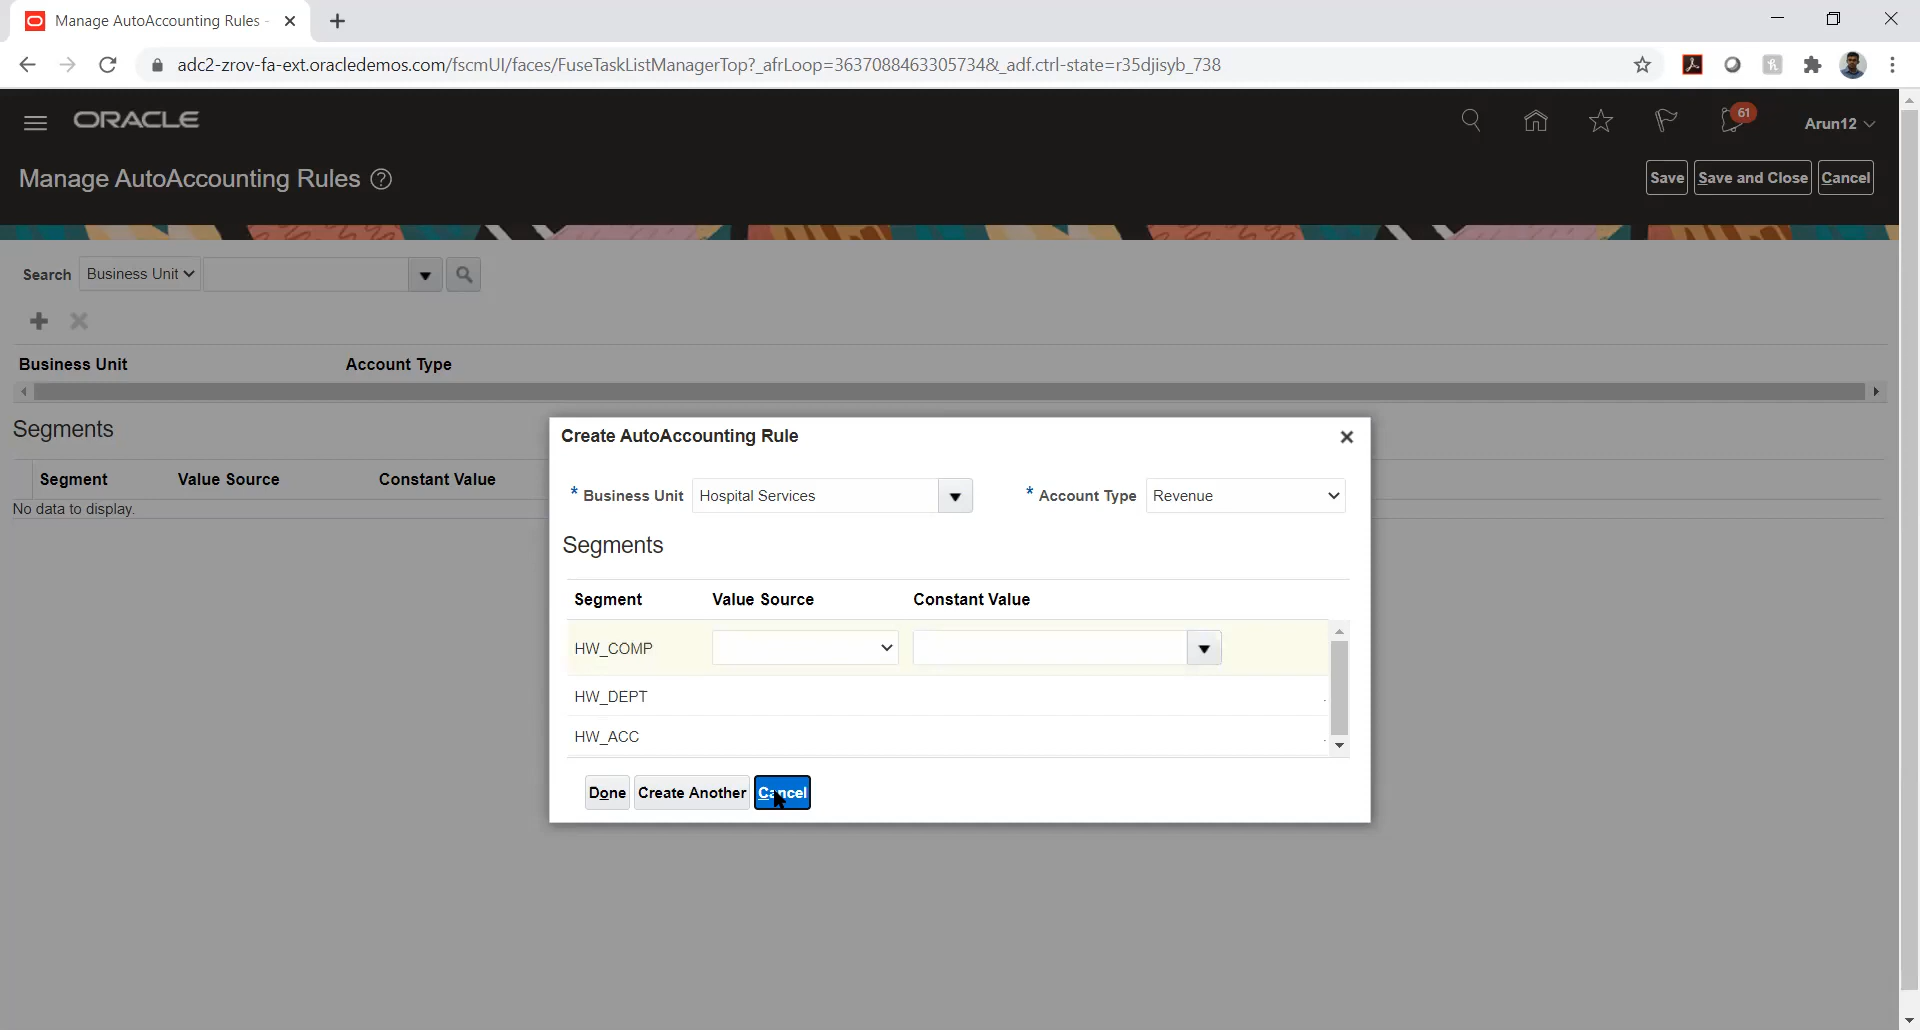 Manage AutoAccounting Rules -
adc2-zrov-fa-ext.oracledemos.com/fscmUI/faces/FuseTaskListManagerTop?_afrLoop=36370884463305734&_adf.ctrl-state=r35djisyb_738
ORACLE
61
Arun12
Manage AutoAccounting Rules ?
Save Save and Close Cancel
Search Business Unit
Business Unit Account Type
Segments
Segment Value Source Constant Value
No data to display.
Create AutoAccounting Rule
* Business Unit Hospital Services * Account Type Revenue
Segments
Segment Value Source Constant Value
HW_COMP
HW_DEPT
HW_ACC
Done Create Another Cancel